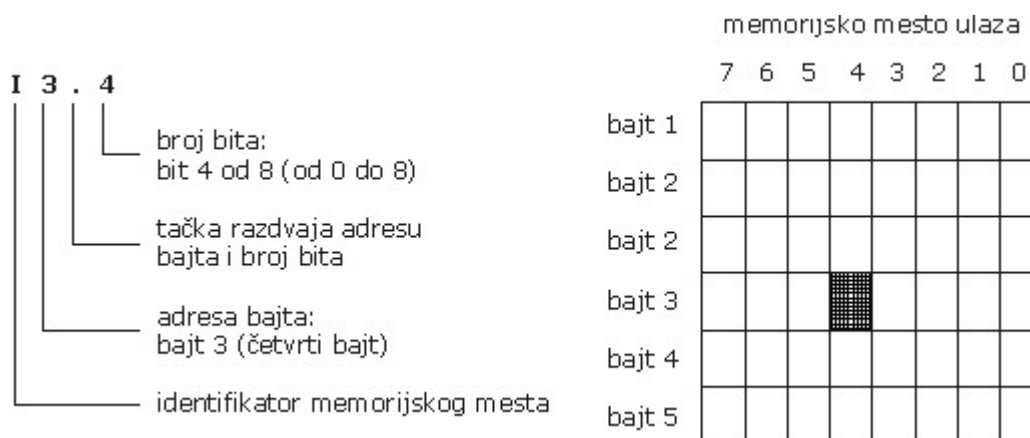 I 3 . 4
broj bita:
bit 4 od 8 (od 0 do 8)
tačka razdvaja adresu
bajta i broj bita
adresa bajta:
bajt 3 (četvrti bajt)
identifikator memorijskog mesta
memorijsko mesto ulaza
7 6 5 4 3 2 1 0
bajt 1
bajt 2
bajt 2
bajt 3
bajt 4
bajt 5